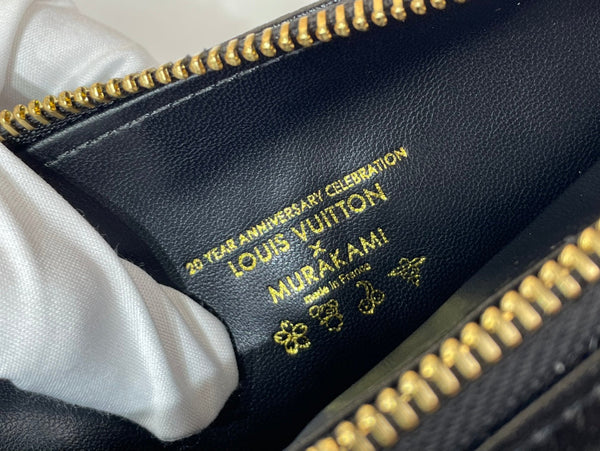 20 YEAR ANNIVERSARY CELEBRATION
LOUIS VUITTON
×
MURAKAMI
made in France